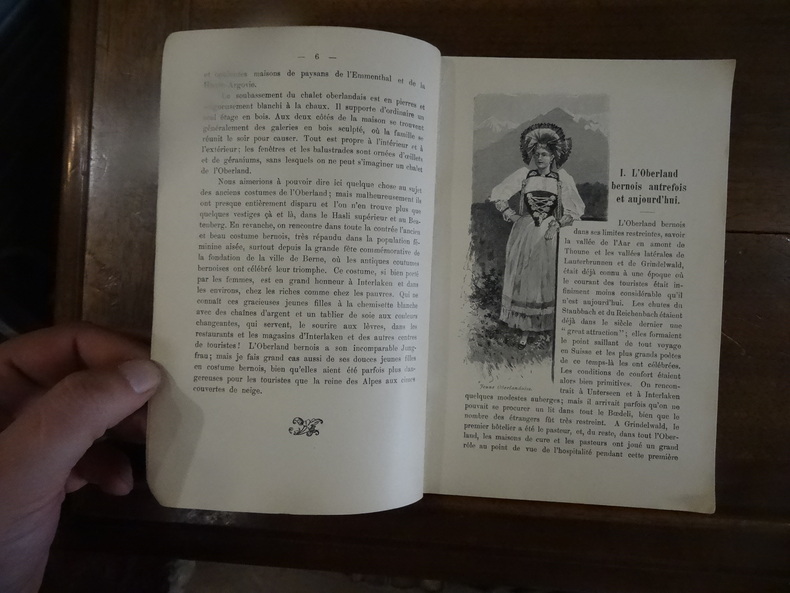 — 6 —
maisons de paysans de l'Emmenthal et de la
soubassement du chalet oberlandais est en pierres et
blanchi à la chaux. Il supporte d'ordinaire un
étage en bois. Aux deux côtés de la maison se trouvent
généralement des galeries en bois sculpté, où la famille se
réunit le soir pour causer. Tout est propre à l'intérieur et à
l'extérieur; les fenêtres et les balustrades sont ornées d'œillets
et de géraniums, sans lesquels on ne peut s'imaginer un chalet
de l'Oberland.
Nous aimerions à pouvoir dire ici quelque chose au sujet
des anciens costumes de l'Oberland; mais malheureusement ils
ont presque entièrement disparu et l'on n'en trouve plus que
quelques vestiges çà et là, dans le Hasli supérieur et au Bea-
tenberg. En revanche, on rencontre dans toute la contrée l'ancien
et beau costume bernois, très répandu dans la population fé-
minine aisée, surtout depuis la grande fête commémorative de
la fondation de la ville de Berne, où les antiques coutumes
bernoises ont célébré leur triomphe. Ce costume, si bien porté
par les femmes, est en grand honneur à Interlaken et dans
les environs, chez les riches comme chez les pauvres. Qui ne
connaît ces gracieuses jeunes filles à la chemisette blanche
avec des chaînes d'argent et un tablier de soie aux couleurs
changeantes, qui servent, le sourire aux lèvres, dans les
restaurants et les magasins d'Interlaken et des autres centres
de touristes! L'Oberland bernois a son incomparable Jung-
frau; mais je fais grand cas aussi de ses douces jeunes filles
en costume bernois, bien qu'elles aient été parfois plus dan-
gereuses pour les touristes que la reine des Alpes aux cimes
couvertes de neige.
I. L'Oberland
bernois autrefois
et aujourd'hui.
L'Oberland bernois
dans ses limites restreintes, savoir
la vallée de l'Aar en amont de
Thoune et les vallées latérales de
Lauterbrunnen et de Grindelwald,
était déjà connu à une époque où
le courant des touristes était in-
finiment moins considérable qu'il
n'est aujourd'hui. Les chutes du
Staubbach et du Reichenbach étaient
déjà dans le siècle dernier une
"great attraction"; elles formaient
le point saillant de tout voyage
en Suisse et les plus grands poètes
de ce temps-là les ont célébrées.
Les conditions de confort étaient
alors bien primitives. On rencon-
trait à Unterseen et à Interlaken
quelques modestes auberges; mais il arrivait parfois qu'on ne
pouvait se procurer un lit dans tout le Bœdeli, bien que le
nombre des étrangers fût très restreint. A Grindelwald, le
premier hôtelier a été le pasteur, et, du reste, dans tout l'Ober-
land, les maisons de cure et les pasteurs ont joué un grand
rôle au point de vue de l'hospitalité pendant cette première